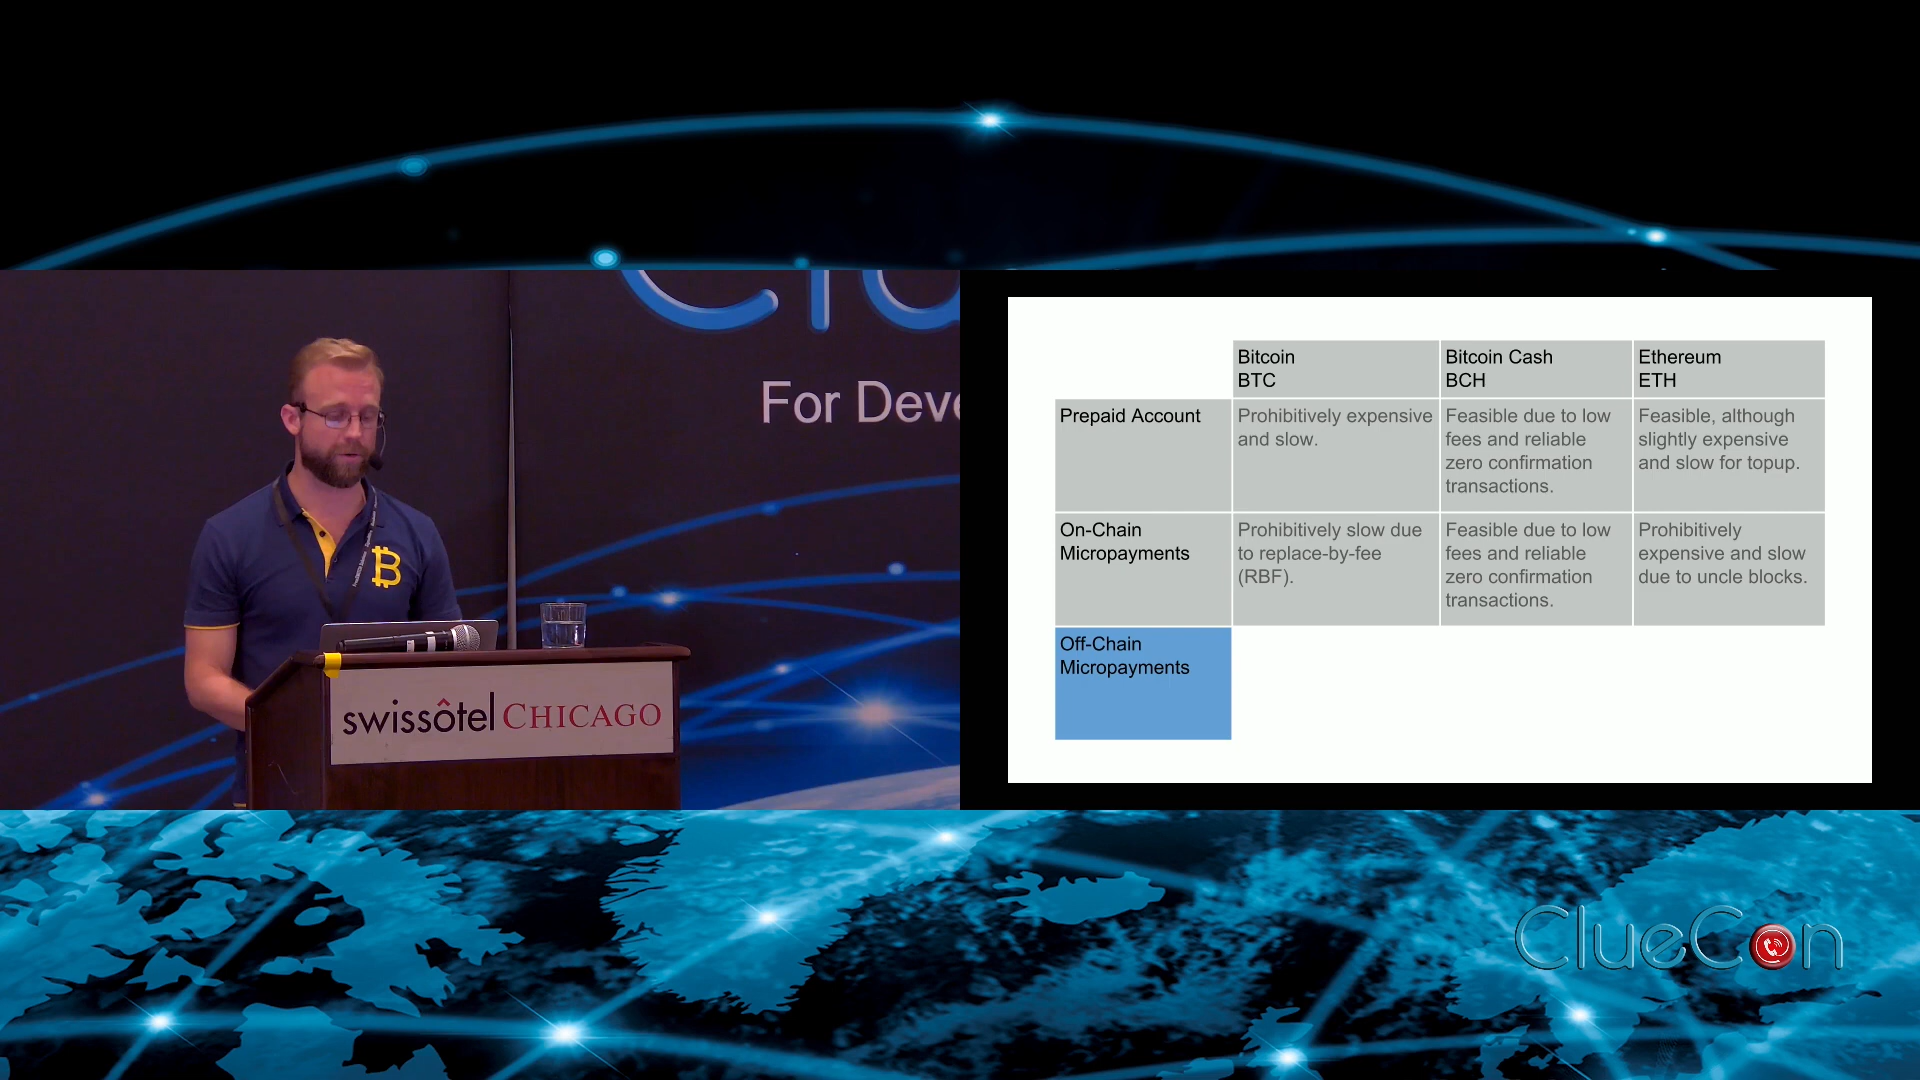 Clu
For Deve
B
swissôtel CHICAGO
Bitcoin
BTC
Bitcoin Cash
BCH
Ethereum
ETH
Prepaid Account
Prohibitively expensive
and slow.
Feasible due to low
fees and reliable
zero confirmation
transactions.
Feasible, although
slightly expensive
and slow for topup.
On-Chain
Micropayments
Prohibitively slow due
to replace-by-fee
(RBF).
Feasible due to low
fees and reliable
zero confirmation
transactions.
Prohibitively
expensive and slow
due to uncle blocks.
Off-Chain
Micropayments
ClueCon